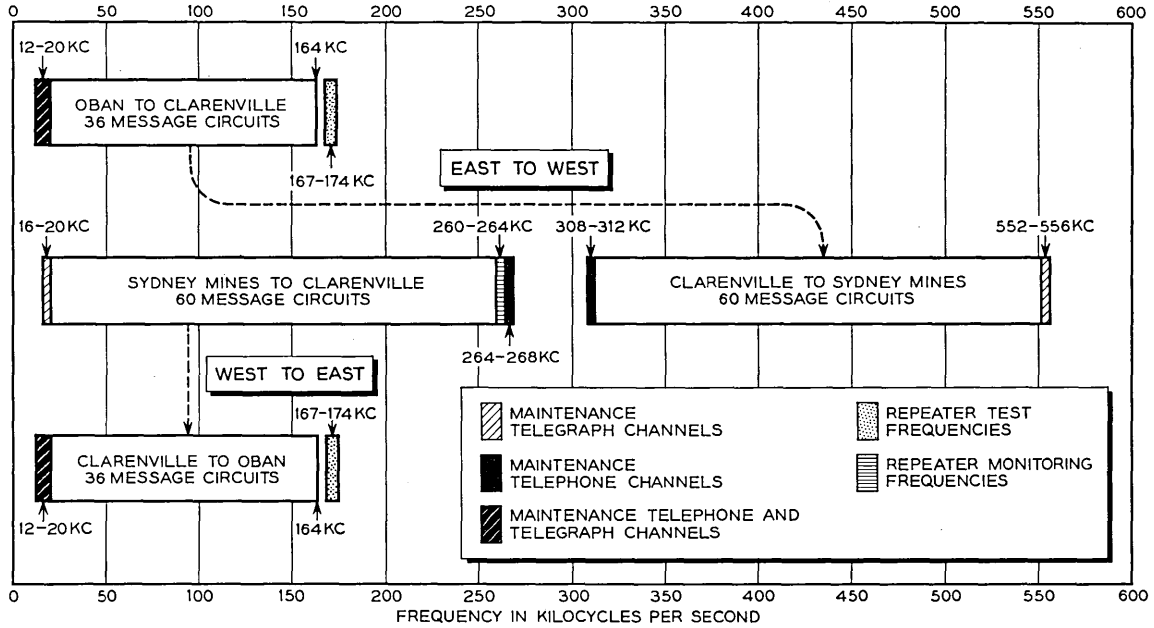 0 50 100 150 200 250 300 350 400 450 500 550 600
12-20 KC
164 KC
OBAN TO CLARENVILLE
36 MESSAGE CIRCUITS
167-174 KC
EAST TO WEST
16-20 KC
260-264 KC
308-312 KC
552-556 KC
SYDNEY MINES TO CLARENVILLE
60 MESSAGE CIRCUITS
CLARENVILLE TO SYDNEY MINES
60 MESSAGE CIRCUITS
264-268 KC
WEST TO EAST
167-174 KC
CLARENVILLE TO OBAN
36 MESSAGE CIRCUITS
12-20 KC
164 KC
MAINTENANCE
TELEGRAPH CHANNELS
MAINTENANCE
TELEPHONE CHANNELS
MAINTENANCE TELEPHONE AND
TELEGRAPH CHANNELS
REPEATER TEST
FREQUENCIES
REPEATER MONITORING
FREQUENCIES
0 50 100 150 200 250 300 350 400 450 500 550 600
FREQUENCY IN KILOCYCLES PER SECOND